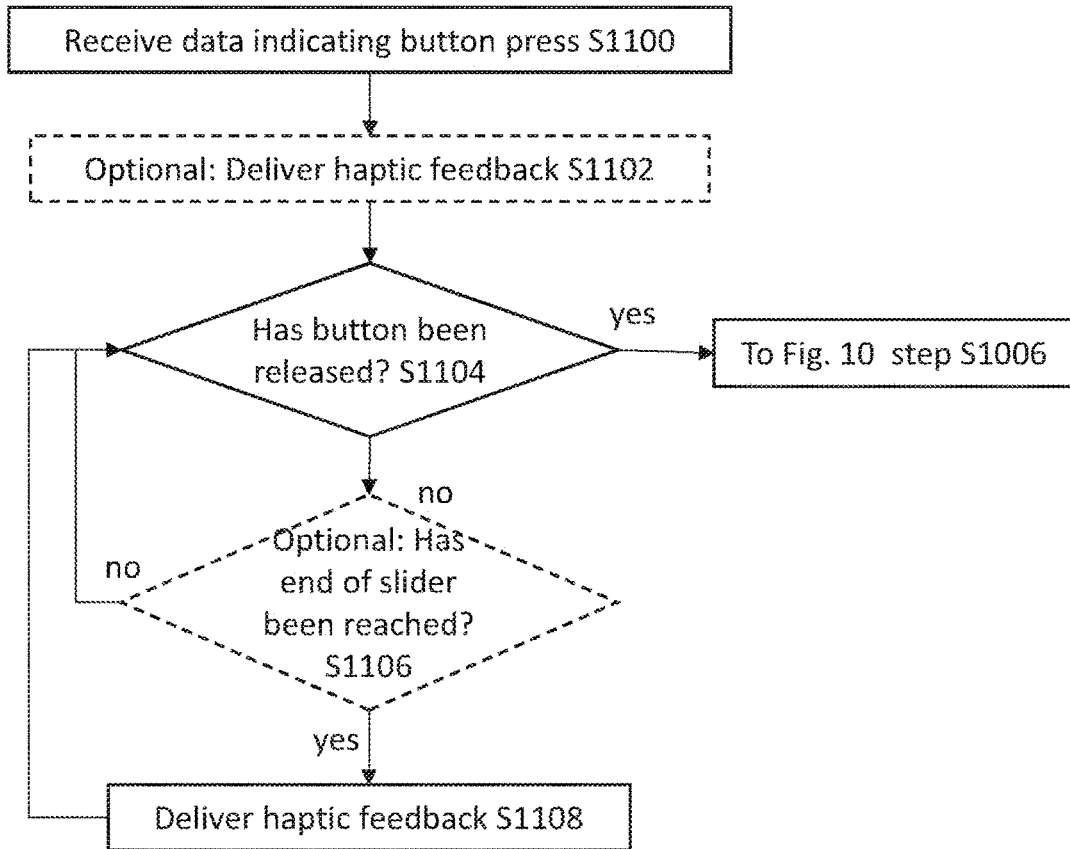 Receive data indicating button press S1100
Optional: Deliver haptic feedback S1102
Has button been
released? S1104
yes
To Fig. 10 step S1006
no
Optional: Has
end of slider
been reached?
S1106
no
yes
Deliver haptic feedback S1108